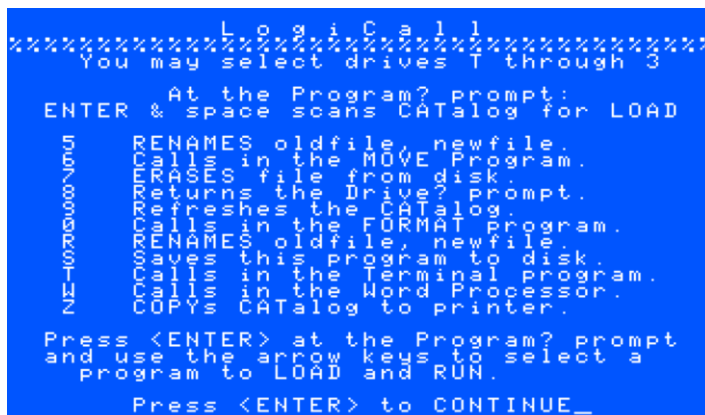 L o g i C a l l
%%%%%%%%%%%%%%%%%%%%%%%%%%%%%%%%%%%%%%%%
You may select drives T through 3
At the Program? prompt:
ENTER & space scans CATalog for LOAD
5 RENAMES oldfile, newfile.
6 Calls in the MOVE Program.
7 ERASES file from disk.
8 Returns the Drive? prompt.
9 Refreshes the CATalog.
0 Calls in the FORMAT program.
R RENAMES oldfile, newfile.
S Saves this program to disk.
T Calls in the Terminal program.
W Calls in the Word Processor.
Z COPYs CATalog to printer.
Press <ENTER> at the Program? prompt
and use the arrow keys to select a
program to LOAD and RUN.
Press <ENTER> to CONTINUE_